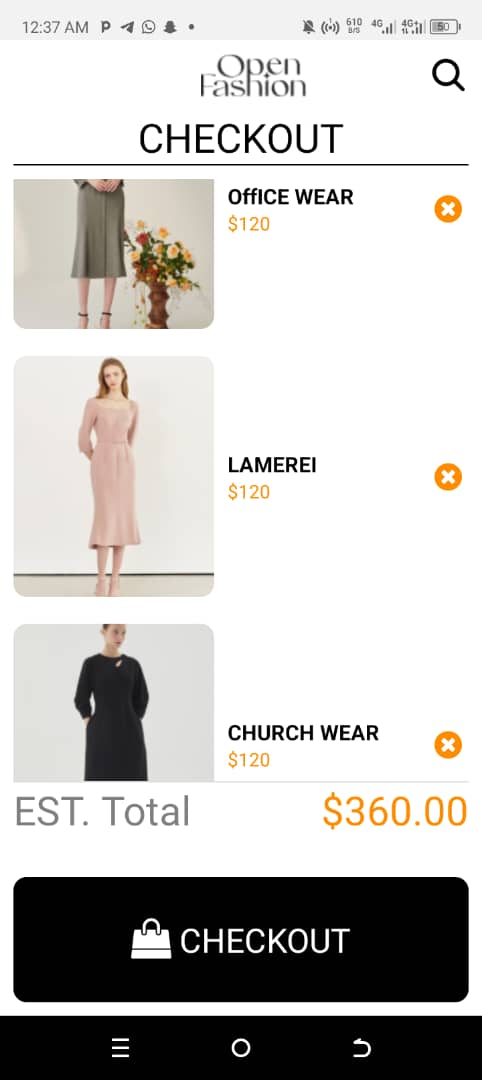 12:37 AM
610
B/S
4G
4G
50
Open
Fashion
CHECKOUT
OffICE WEAR
$120
LAMEREI
$120
CHURCH WEAR
$120
EST. Total
$360.00
CHECKOUT